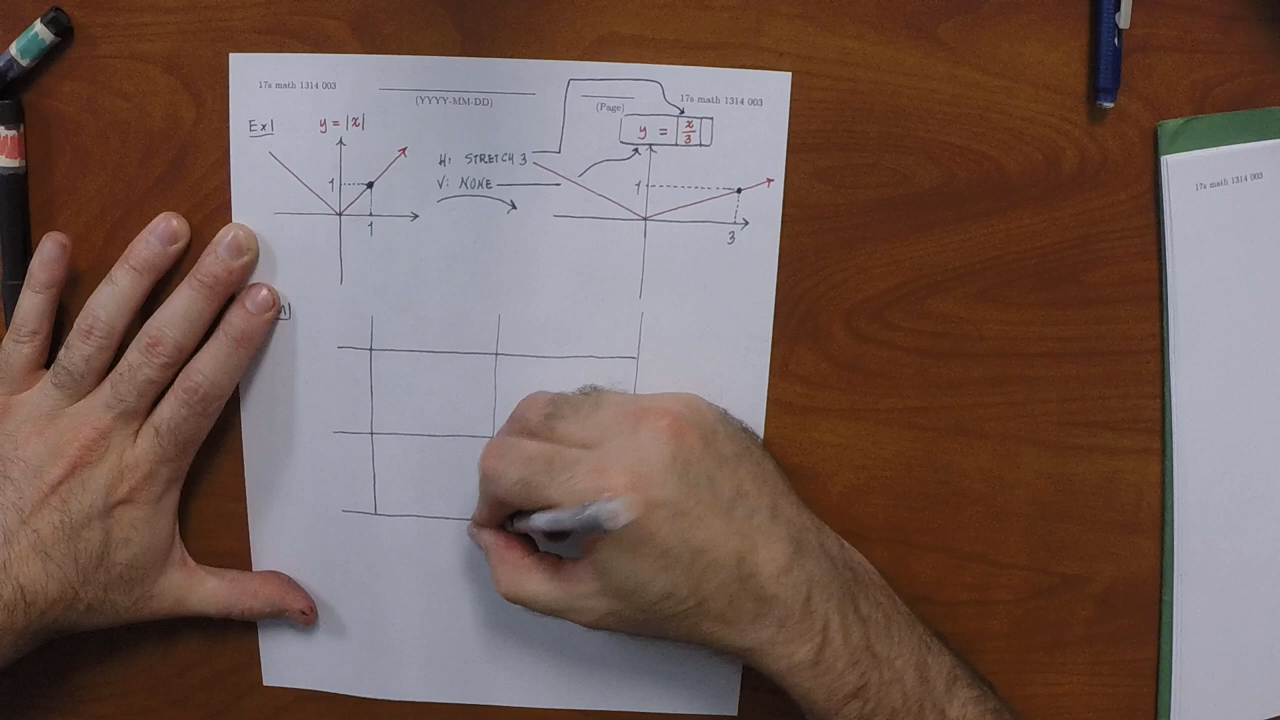 17s math 1314 003
(YYYY-MM-DD)
(Page)
17s math 1314 003
Ex1
y = |x|
y = |x/3|
H: STRETCH 3
V: NONE
1
1
1
3
17s math 1314 003